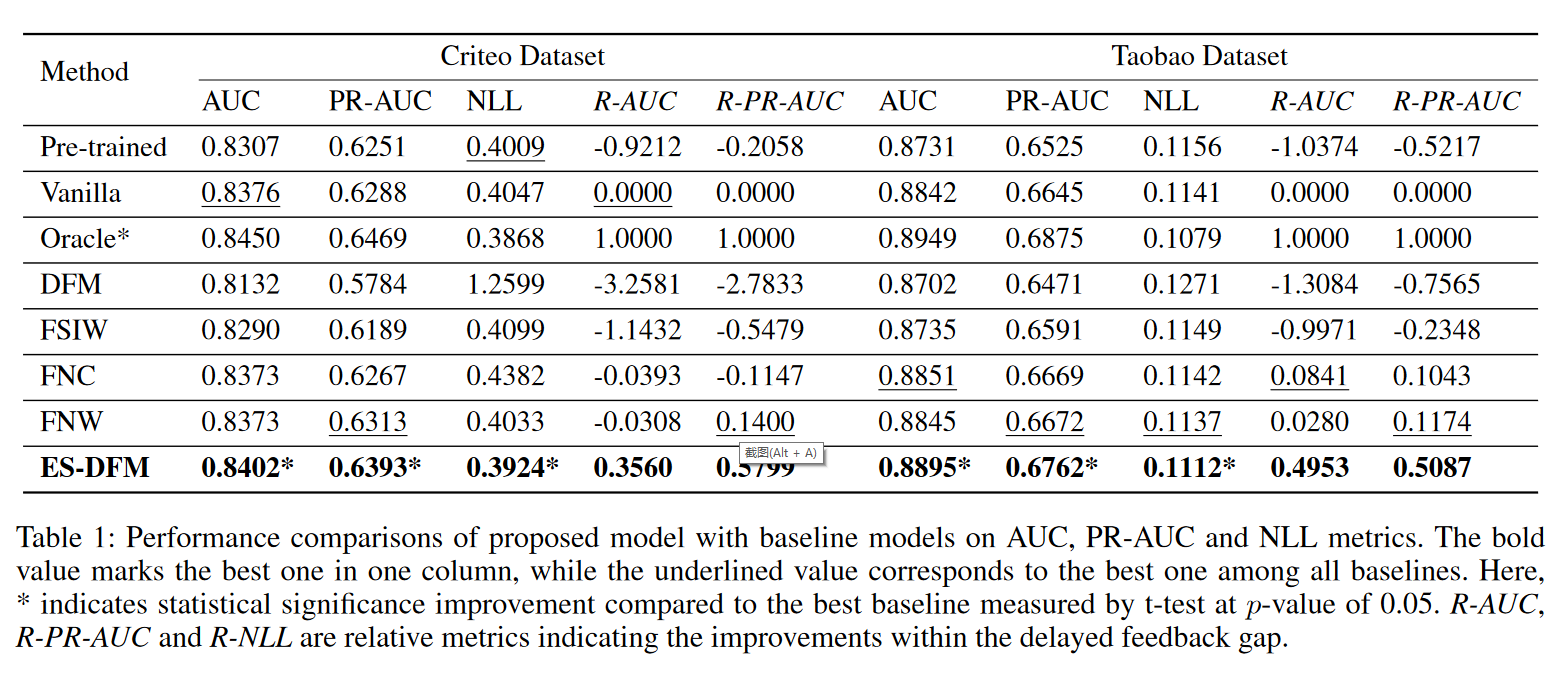 Method Criteo Dataset Taobao Dataset
AUC PR-AUC NLL R-AUC R-PR-AUC AUC PR-AUC NLL R-AUC R-PR-AUC
Pre-trained 0.8307 0.6251 0.4009 -0.9212 -0.2058 0.8731 0.6525 0.1156 -1.0374 -0.5217
Vanilla 0.8376 0.6288 0.4047 0.0000 0.0000 0.8842 0.6645 0.1141 0.0000 0.0000
Oracle* 0.8450 0.6469 0.3868 1.0000 1.0000 0.8949 0.6875 0.1079 1.0000 1.0000
DFM 0.8132 0.5784 1.2599 -3.2581 -2.7833 0.8702 0.6471 0.1271 -1.3084 -0.7565
FSIW 0.8290 0.6189 0.4099 -1.1432 -0.5479 0.8735 0.6591 0.1149 -0.9971 -0.2348
FNC 0.8373 0.6267 0.4382 -0.0393 -0.1147 0.8851 0.6669 0.1142 0.0841 0.1043
FNW 0.8373 0.6313 0.4033 -0.0308 0.1400 0.8845 0.6672 0.1137 0.0280 0.1174
截图(Alt + A)
ES-DFM 0.8402* 0.6393* 0.3924* 0.3560 0.5799 0.8895* 0.6762* 0.1112* 0.4953 0.5087
Table 1: Performance comparisons of proposed model with baseline models on AUC, PR-AUC and NLL metrics. The bold
value marks the best one in one column, while the underlined value corresponds to the best one among all baselines. Here,
* indicates statistical significance improvement compared to the best baseline measured by t-test at p-value of 0.05. R-AUC,
R-PR-AUC and R-NLL are relative metrics indicating the improvements within the delayed feedback gap.